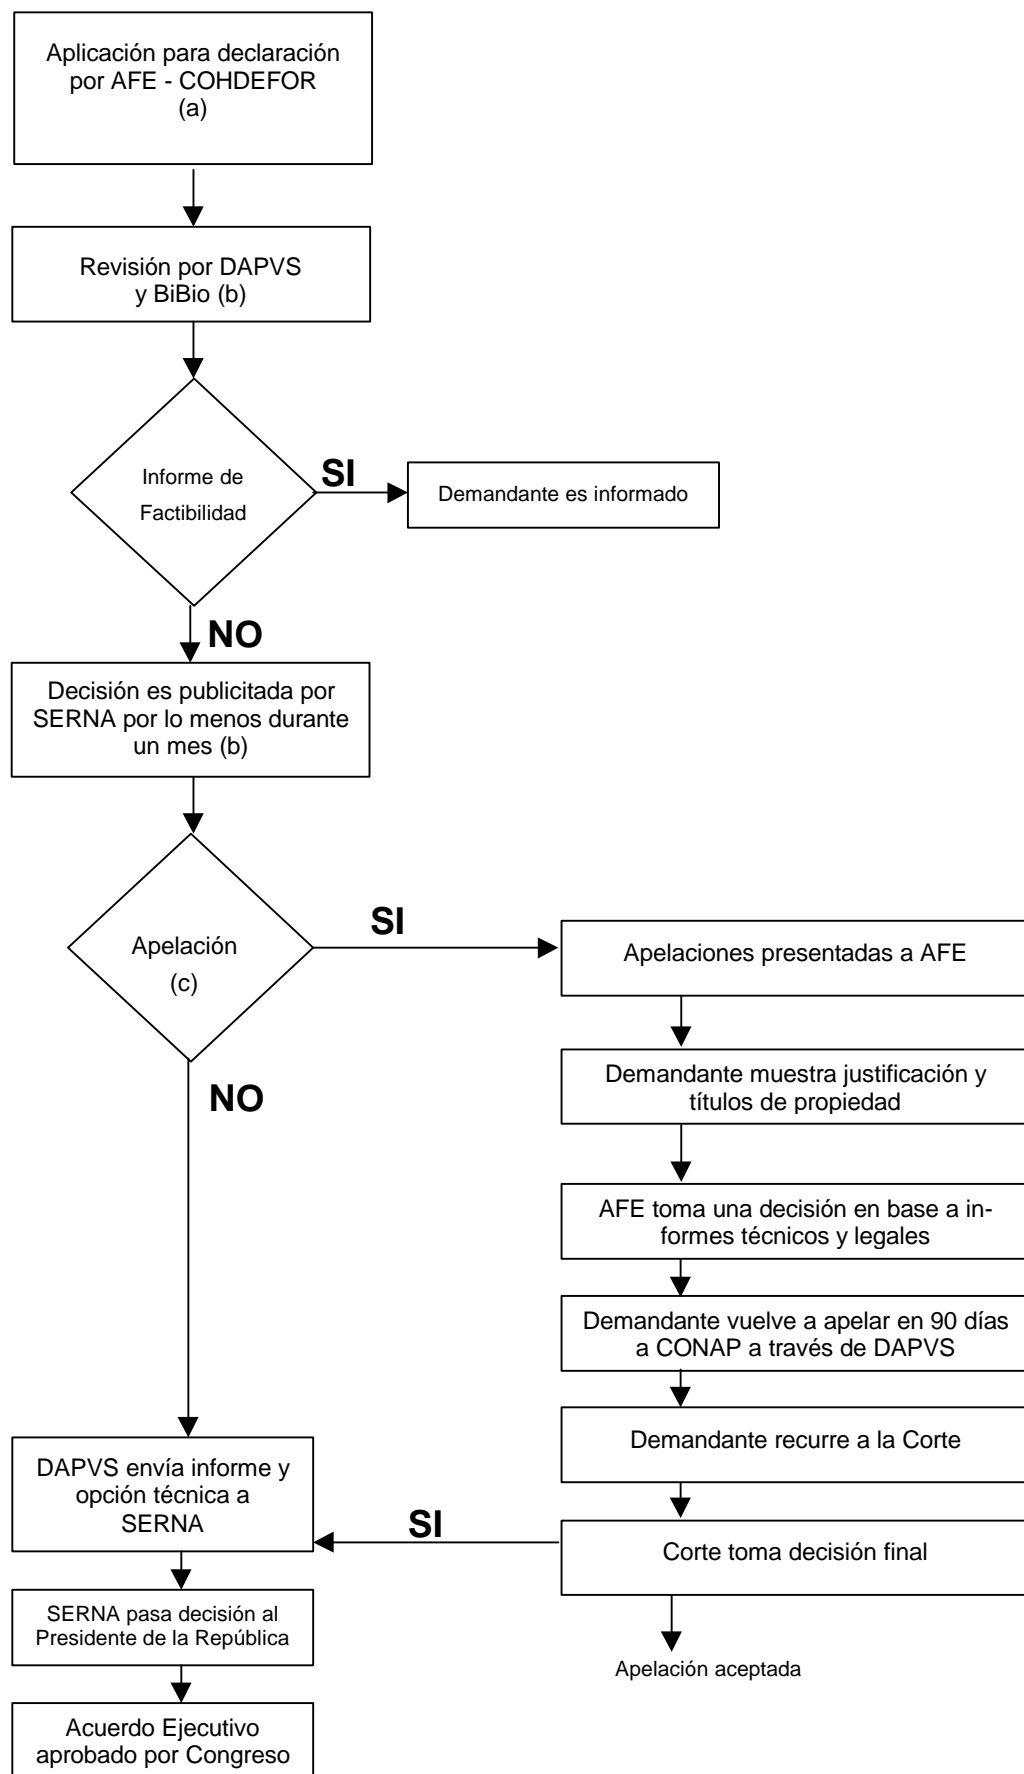 Aplicación para declaración
por AFE - COHDEFOR
(a)
Revisión por DAPVS
y BiBio (b)
Informe de
Factibilidad
SI
Demandante es informado
NO
Decisión es publicitada por
SERNA por lo menos durante
un mes (b)
Apelación
(c)
SI
Apelaciones presentadas a AFE
Demandante muestra justificación y
títulos de propiedad
NO
AFE toma una decisión en base a in-
formes técnicos y legales
Demandante vuelve a apelar en 90 días
a CONAP a través de DAPVS
Demandante recurre a la Corte
DAPVS envía informe y
opción técnica a
SERNA
SI
Corte toma decisión final
SERNA pasa decisión al
Presidente de la República
Apelación aceptada
Acuerdo Ejecutivo
aprobado por Congreso